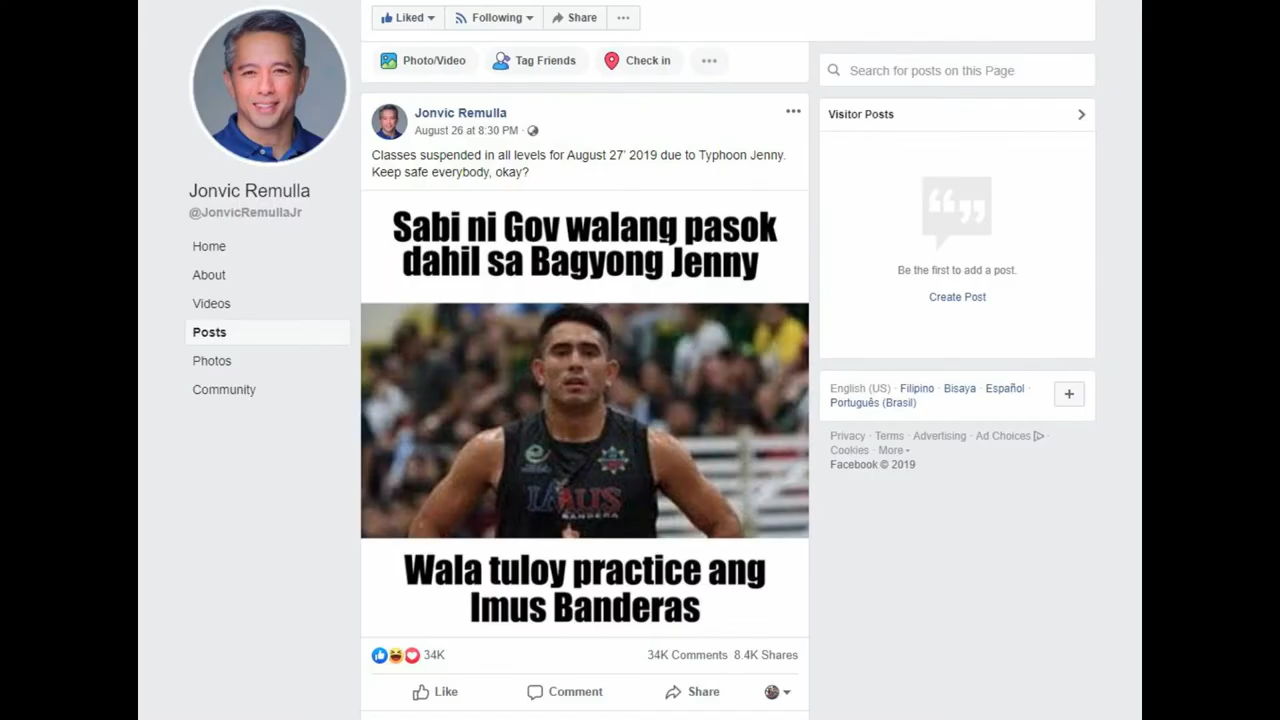 Liked
Following
Share
Photo/Video
Tag Friends
Check in
Search for posts on this Page
Jonvic Remulla
@JonvicRemullaJr
Home
About
Videos
Posts
Photos
Community
Jonvic Remulla
August 26 at 8:30 PM ·
Classes suspended in all levels for August 27' 2019 due to Typhoon Jenny.
Keep safe everybody, okay?
Sabi ni Gov walang pasok
dahil sa Bagyong Jenny
BANDERA
Wala tuloy practice ang
Imus Banderas
34K
34K Comments 8.4K Shares
Like
Comment
Share
Visitor Posts
Be the first to add a post.
Create Post
English (US) · Filipino · Bisaya · Español ·
Português (Brasil)
Privacy · Terms · Advertising · Ad Choices ·
Cookies · More
Facebook © 2019